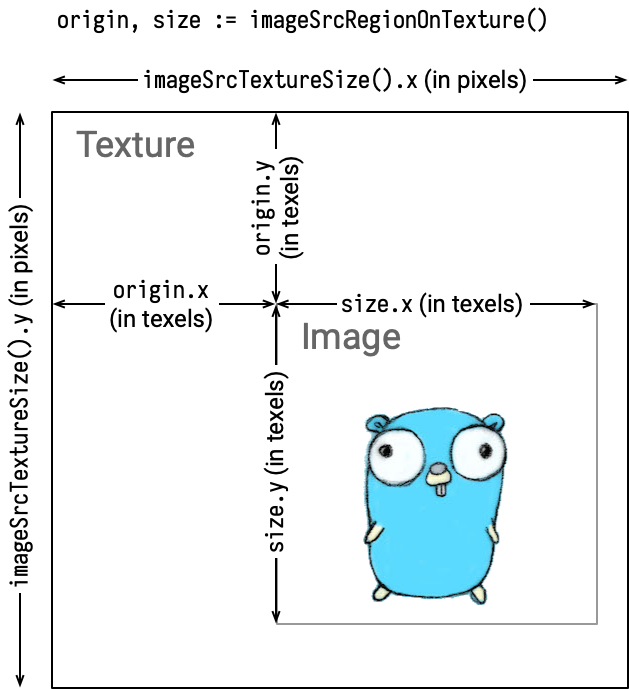 origin, size := imageSrcRegionOnTexture()
imageSrcTextureSize().x (in pixels)
Texture
origin.y
(in texels)
imageSrcTextureSize().y (in pixels)
origin.x
(in texels)
size.x (in texels)
Image
size.y (in texels)